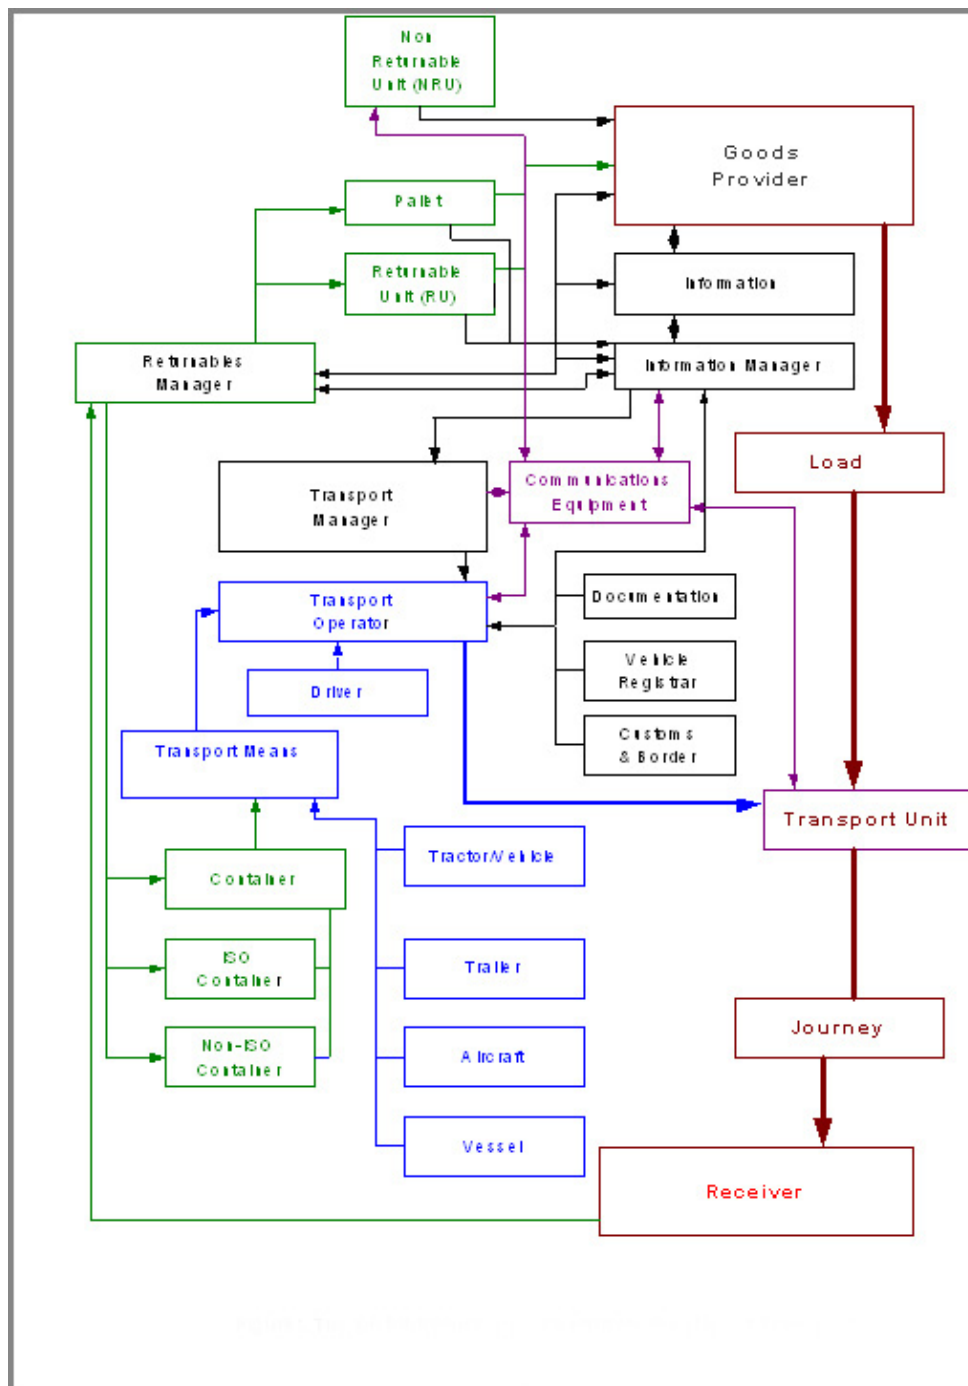 Non
Returnable
Unit (NRU)
Goods
Provider
Pallet
Returnable
Unit (RU)
Information
Returnables
Manager
Information Manager
Load
Communications
Equipment
Transport
Manager
Transport
Operator
Documentation
Vehicle
Registrar
Driver
Customs
& Border
Transport Means
Transport Unit
Tractor/Vehicle
Container
ISO
Container
Trailer
Journey
Non-ISO
Container
Aircraft
Vessel
Receiver